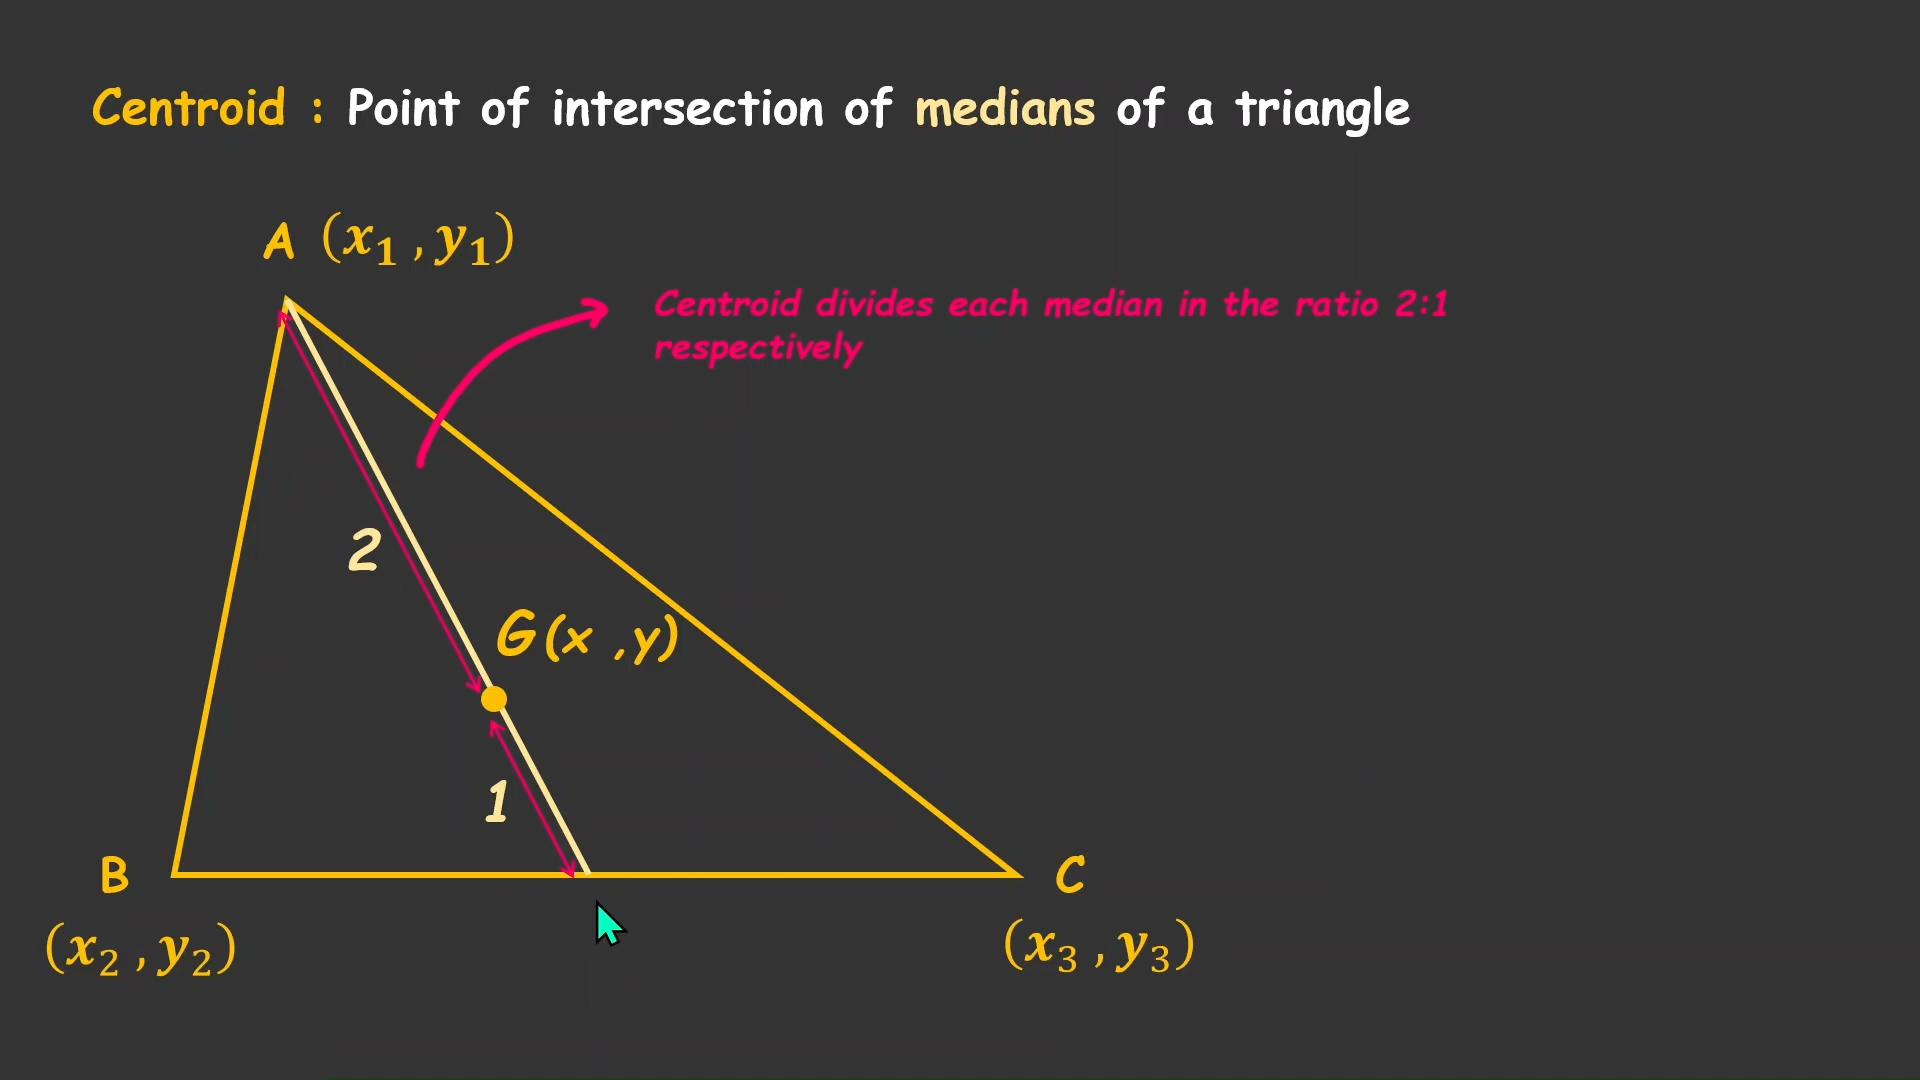 Centroid : Point of intersection of medians of a triangle
A (x₁ , y₁)
Centroid divides each median in the ratio 2:1
respectively
2
G(x ,y)
1
B
C
(x₂ , y₂)
(x₃ , y₃)